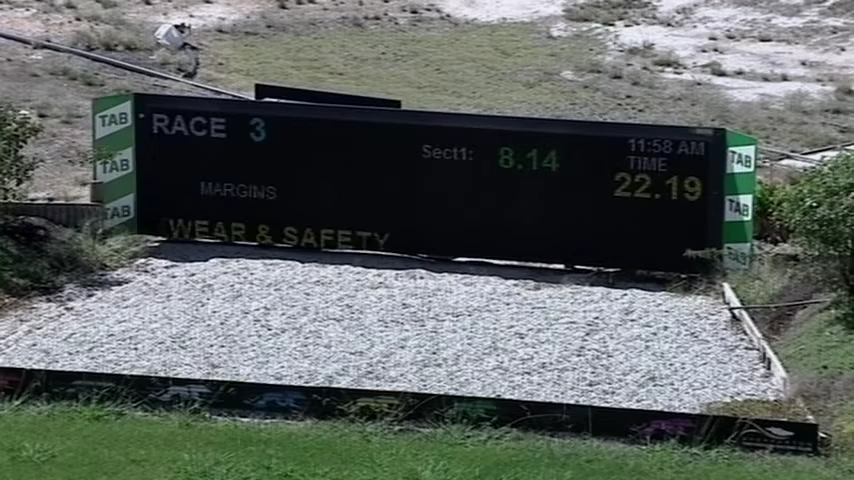 TAB
TAB
TAB
RACE 3
Sect1: 8.14
11:58 AM
TIME
22.19
MARGINS
WEAR & SAFETY
TAB
TAB